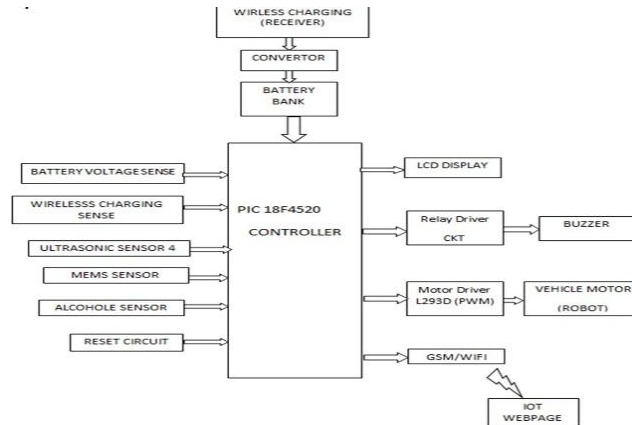 WIRLESS CHARGING
(RECEIVER)
CONVERTOR
BATTERY
BANK
BATTERY VOLTAGE SENSE
WIRELESSS CHARGING
SENSE
ULTRASONIC SENSOR 4
MEMS SENSOR
ALCOHOLE SENSOR
RESET CIRCUIT
PIC 18F4520
CONTROLLER
LCD DISPLAY
Relay Driver
CKT
BUZZER
Motor Driver
L293D (PWM)
VEHICLE MOTOR
(ROBOT)
GSM/WIFI
IOT
WEBPAGE